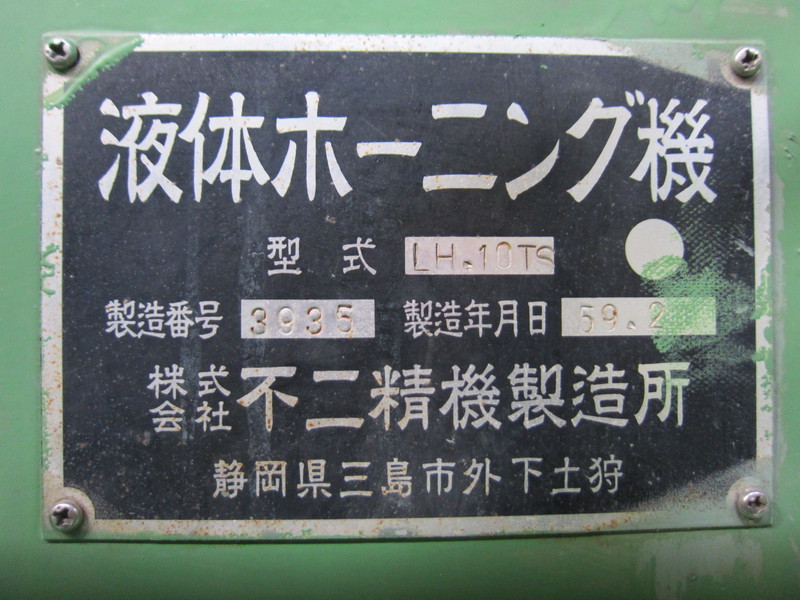 液体ホーニング機
型式 LH.10TS
製造番号 3935 製造年月日 59.2
株式会社 不二精機製造所
静岡県三島市外下土狩